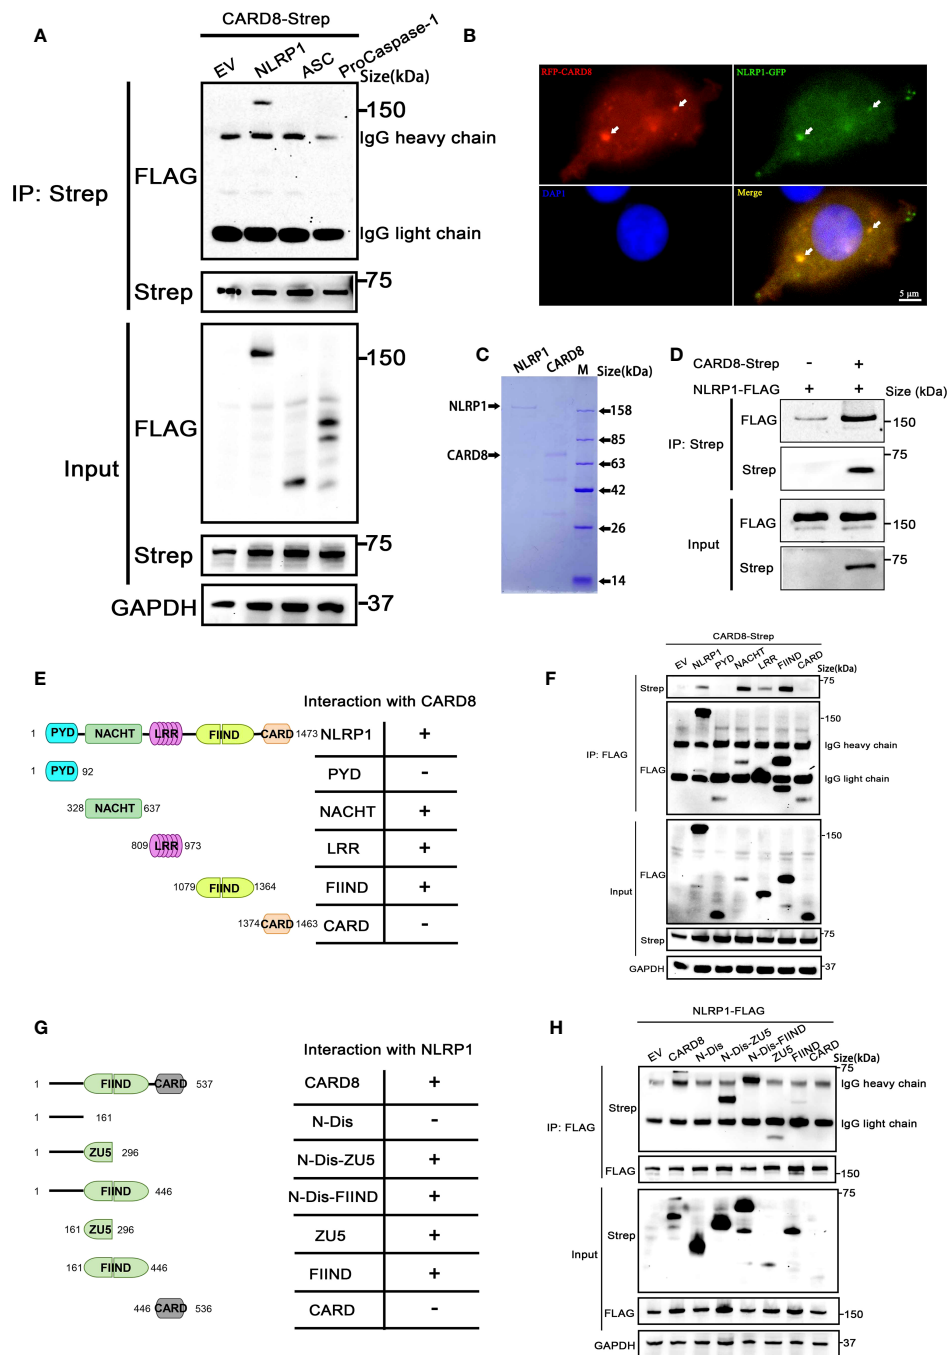 A
CARD8-Strep
EV NLRP1 ASC ProCaspase-1
Size(kDa)
150
IgG heavy chain
FLAG
IP: Strep
IgG light chain
75
Strep
150
FLAG
Input
75
Strep
GAPDH
37
B
RFP-CARD8
NLRP1-GFP
DAPI
Merge
5 μm
C
NLRP1 CARD8 M Size(kDa)
NLRP1
158
85
CARD8
63
42
26
14
D
CARD8-Strep - +
NLRP1-FLAG + + Size (kDa)
FLAG
150
IP: Strep
75
Strep
FLAG
150
Input
75
Strep
E
Interaction with CARD8
1 PYD NACHT LRR FIIND CARD 1473 NLRP1 +
1 PYD 92 PYD -
328 NACHT 637 NACHT +
809 LRR 973 LRR +
1079 FIIND 1364 FIIND +
1374 CARD 1463 CARD -
F
CARD8-Strep
EV NLRP1 PYD NACHT LRR FIIND CARD
Size(kDa)
75
Strep
150
IP: FLAG
IgG heavy chain
FLAG
IgG light chain
150
FLAG
Input
75
Strep
GAPDH
37
G
Interaction with NLRP1
1 FIIND CARD 537 CARD8 +
1 161 N-Dis -
1 ZU5 296 N-Dis-ZU5 +
1 FIIND 446 N-Dis-FIIND +
161 ZU5 296 ZU5 +
161 FIIND 446 FIIND +
446 CARD 536 CARD -
H
NLRP1-FLAG
EV CARD8 N-Dis N-Dis-ZU5 N-Dis-FIIND ZU5 FIIND CARD
Size(kDa)
75
IgG heavy chain
Strep
IP: FLAG
IgG light chain
FLAG
150
75
Strep
Input
FLAG
150
GAPDH
37